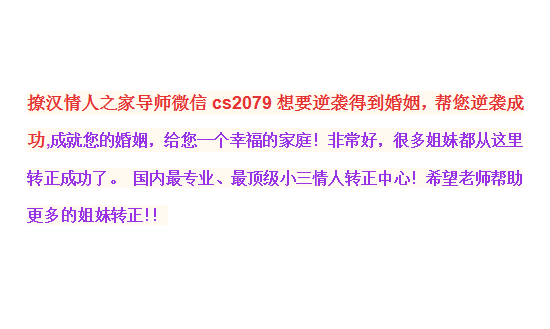 撩汉情人之家导师微信 cs2079 想要逆袭得到婚姻，帮您逆袭成
功,成就您的婚姻，给您一个幸福的家庭！非常好，很多姐妹都从这里
转正成功了。 国内最专业、最顶级小三情人转正中心！希望老师帮助
更多的姐妹转正！！